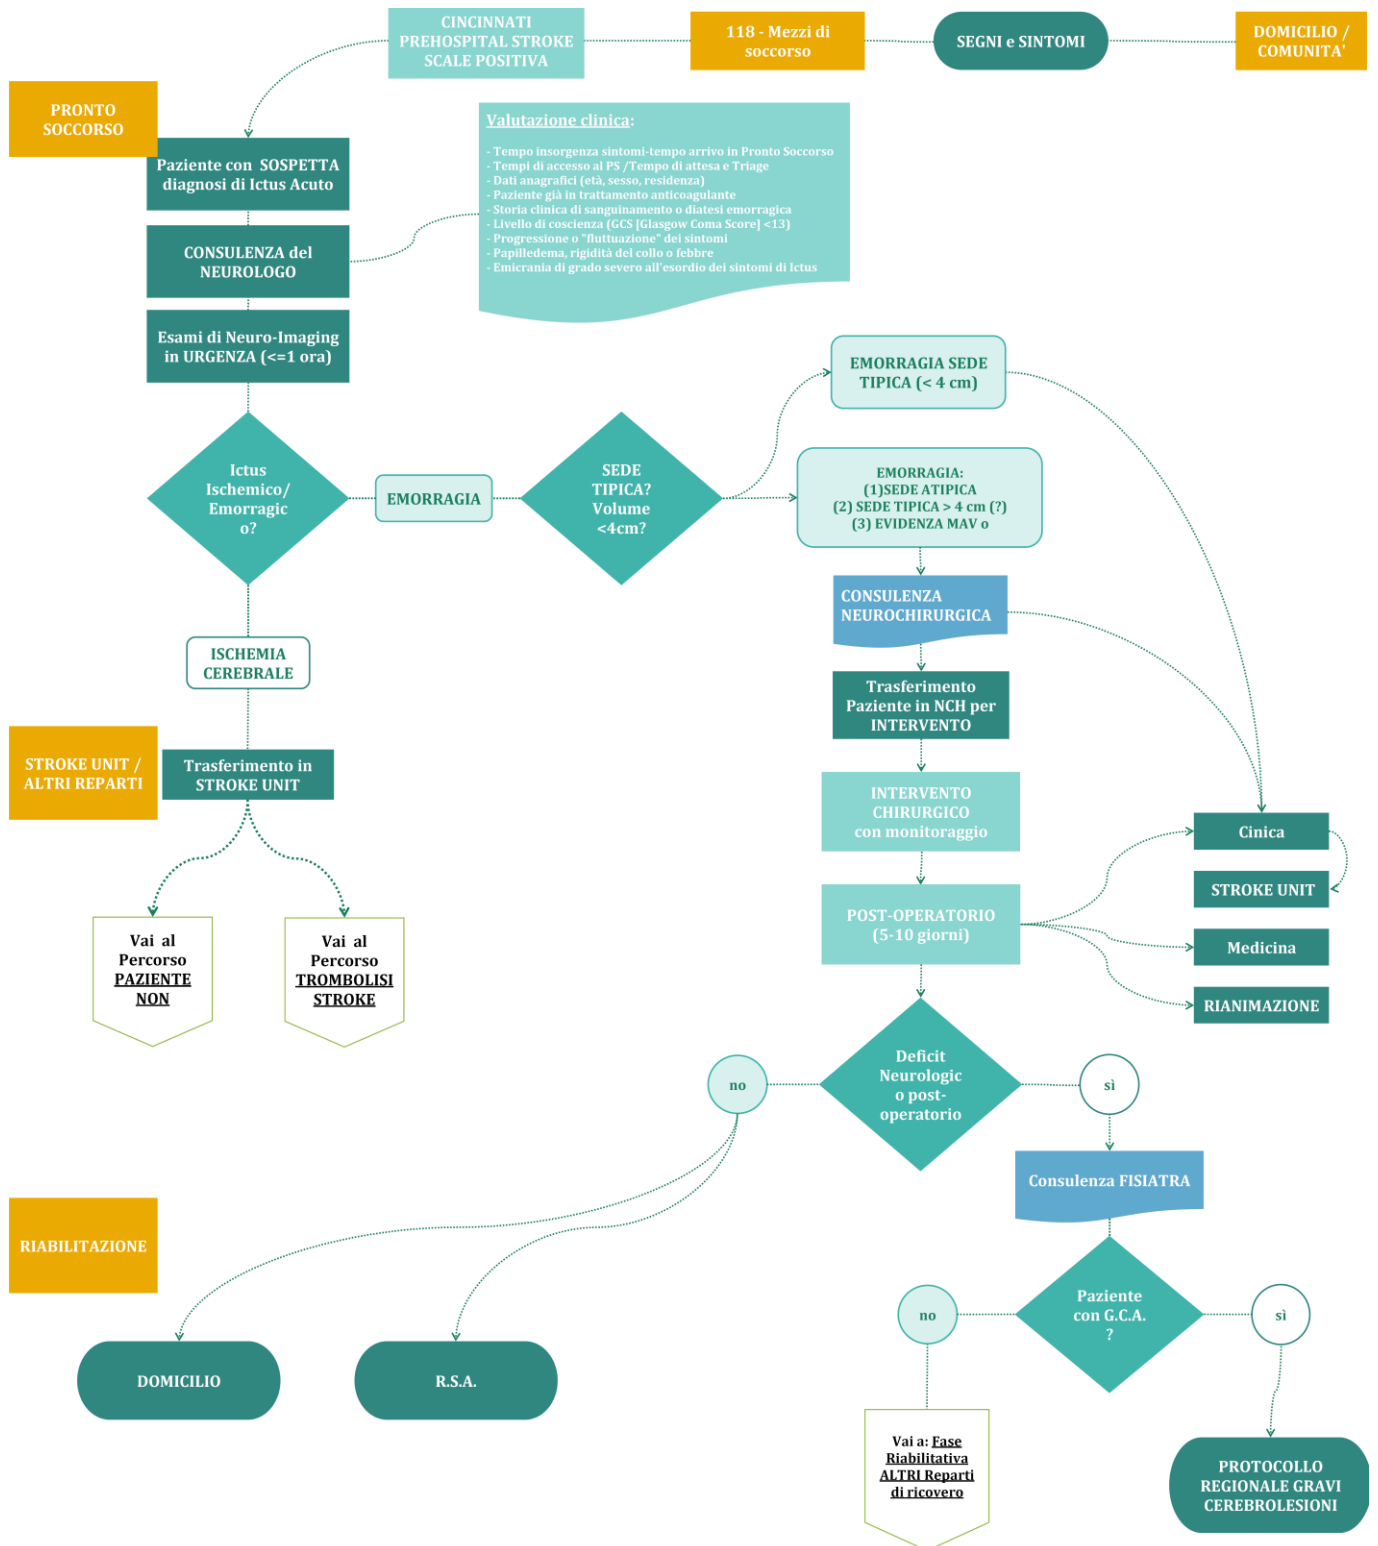 CINCINNATI
PREHOSPITAL STROKE
SCALE POSITIVA
118 - Mezzi di
soccorso
SEGNI e SINTOMI
DOMICILIO /
COMUNITA'
PRONTO
SOCCORSO
Paziente con SOSPETTA
diagnosi di Ictus Acuto
Valutazione clinica:
- Tempo insorgenza sintomi-tempo arrivo in Pronto Soccorso
- Tempi di accesso al PS /Tempo di attesa e Triage
- Dati anagrafici (età, sesso, residenza)
- Paziente già in trattamento anticoagulante
- Storia clinica di sanguinamento o diatesi emorragica
- Livello di coscienza (GCS [Glasgow Coma Score] <13)
- Progressione o "fluttuazione" dei sintomi
- Papilledema, rigidità del collo o febbre
- Emicrania di grado severo all'esordio dei sintomi di Ictus
CONSULENZA del
NEUROLOGO
Esami di Neuro-Imaging
in URGENZA (<=1 ora)
EMORRAGIA SEDE
TIPICA (< 4 cm)
Ictus
Ischemico/
Emorragic
o?
EMORRAGIA
SEDE
TIPICA?
Volume
<4cm?
EMORRAGIA:
(1)SEDE ATIPICA
(2) SEDE TIPICA > 4 cm (?)
(3) EVIDENZA MAV o
CONSULENZA
NEUROCHIRURGICA
ISCHEMIA
CEREBRALE
Trasferimento
Paziente in NCH per
INTERVENTO
STROKE UNIT /
ALTRI REPARTI
Trasferimento in
STROKE UNIT
INTERVENTO
CHIRURGICO
con monitoraggio
Cinica
STROKE UNIT
POST-OPERATORIO
(5-10 giorni)
Medicina
RIANIMAZIONE
Vai al
Percorso
PAZIENTE
NON
Vai al
Percorso
TROMBOLISI
STROKE
Deficit
Neurologic
o post-
operatorio
no
sì
Consulenza FISIATRA
RIABILITAZIONE
Paziente
con G.C.A.
?
no
sì
DOMICILIO
R.S.A.
Vai a: Fase
Riabilitativa
ALTRI Reparti
di ricovero
PROTOCOLLO
REGIONALE GRAVI
CEREBROLESIONI